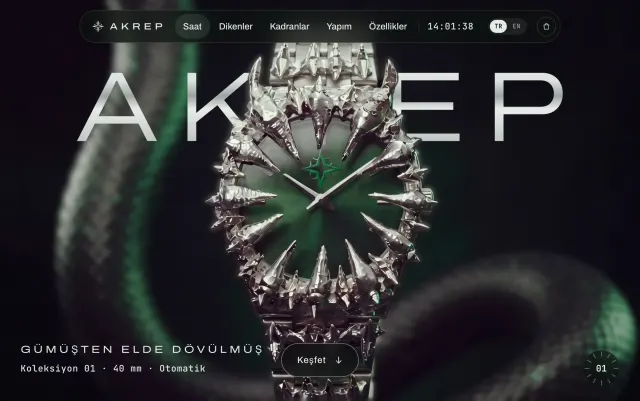 AKREP Saat Dikenler Kadranlar Yapım Özellikler 14:01:38 TR EN
AK EP
GÜMÜŞTEN ELDE DÖVÜLMÜŞ
Koleksiyon 01 · 40 mm · Otomatik
Keşfet ↓
01